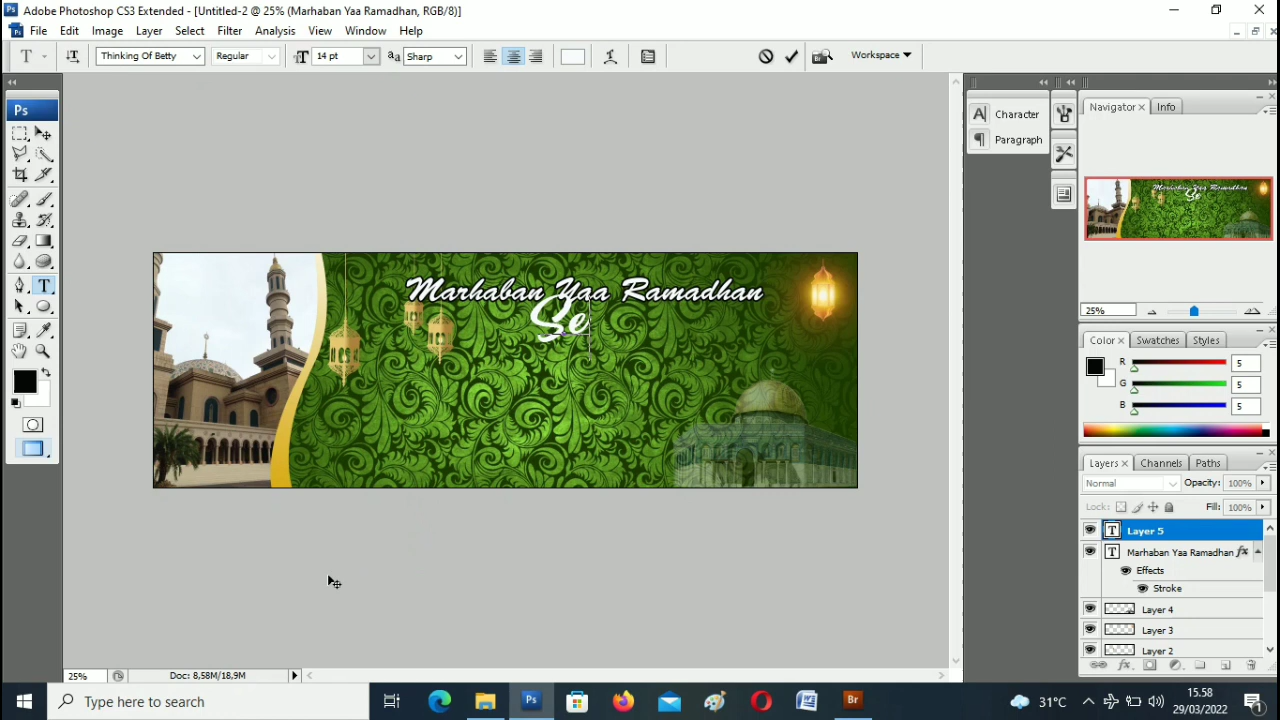 Adobe Photoshop CS3 Extended - [Untitled-2 @ 25% (Marhaban Yaa Ramadhan, RGB/8)]
File Edit Image Layer Select Filter Analysis View Window Help
T Thinking Of Betty Regular 14 pt aa Sharp Workspace
Ps
Character
Paragraph
Navigator x Info
25%
Color x Swatches Styles
R 5
G 5
B 5
Layers x Channels Paths
Normal Opacity: 100%
Lock: Fill: 100%
Layer 5
Marhaban Yaa Ramadhan fx
Effects
Stroke
Layer 4
Layer 3
Layer 2
Marhaban Yaa Ramadhan
Se
25% Doc: 8,58M/18,9M
Type here to search
31°C
15.58
29/03/2022